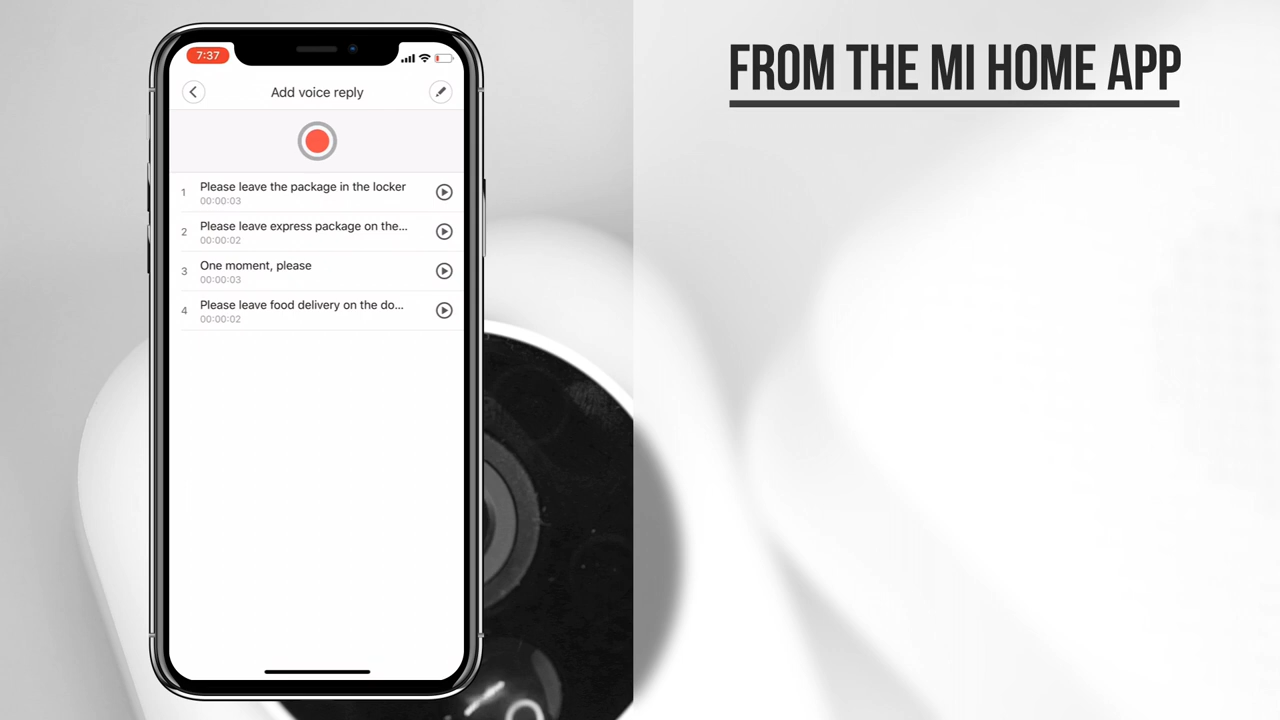 FROM THE MI HOME APP
7:37
Add voice reply
1
Please leave the package in the locker
00:00:03
2
Please leave express package on the...
00:00:02
3
One moment, please
00:00:03
4
Please leave food delivery on the do...
00:00:02